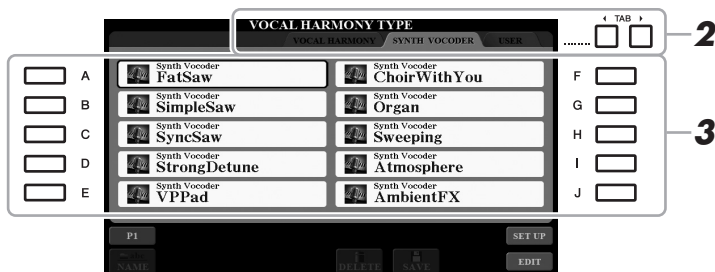 VOCAL HARMONY TYPE
TAB
2
VOCAL HARMONY SYNTH VOCODER USER
A Synth Vocoder FatSaw Synth Vocoder ChoirWithYou F
B Synth Vocoder SimpleSaw Synth Vocoder Organ G
C Synth Vocoder SyncSaw Synth Vocoder Sweeping H
3
D Synth Vocoder StrongDetune Synth Vocoder Atmosphere I
E Synth Vocoder VPPad Synth Vocoder AmbientFX J
P1 SET UP
NAME DELETE SAVE EDIT